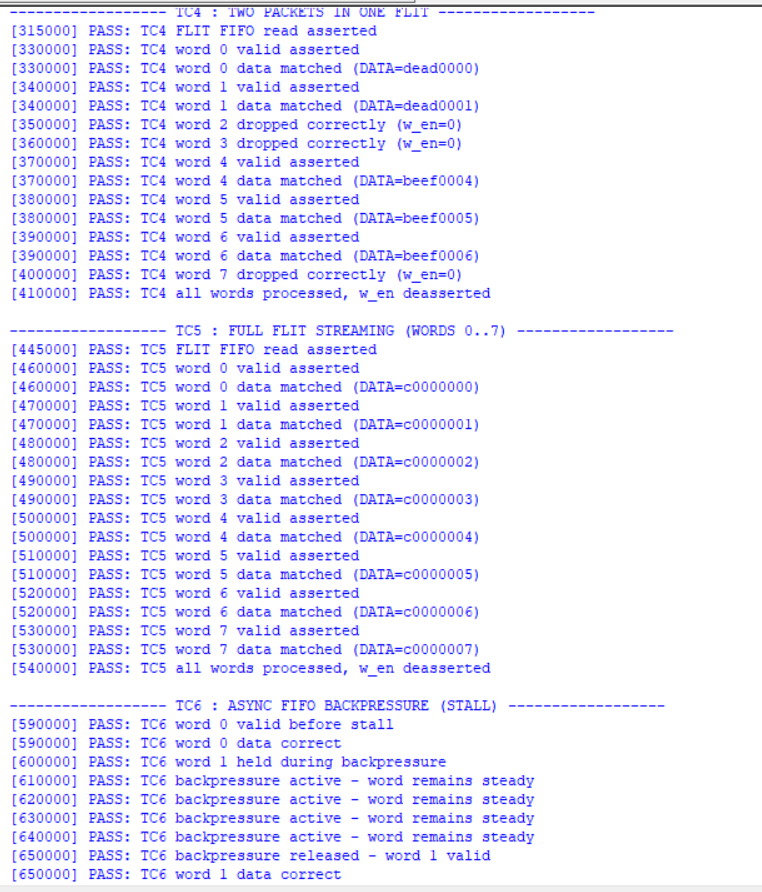 ------------------ TC4 : TWO PACKETS IN ONE FLIT -----------------
[315000] PASS: TC4 FLIT FIFO read asserted
[330000] PASS: TC4 word 0 valid asserted
[330000] PASS: TC4 word 0 data matched (DATA=dead0000)
[340000] PASS: TC4 word 1 valid asserted
[340000] PASS: TC4 word 1 data matched (DATA=dead0001)
[350000] PASS: TC4 word 2 dropped correctly (w_en=0)
[360000] PASS: TC4 word 3 dropped correctly (w_en=0)
[370000] PASS: TC4 word 4 valid asserted
[370000] PASS: TC4 word 4 data matched (DATA=beef0004)
[380000] PASS: TC4 word 5 valid asserted
[380000] PASS: TC4 word 5 data matched (DATA=beef0005)
[390000] PASS: TC4 word 6 valid asserted
[390000] PASS: TC4 word 6 data matched (DATA=beef0006)
[400000] PASS: TC4 word 7 dropped correctly (w_en=0)
[410000] PASS: TC4 all words processed, w_en deasserted
------------------ TC5 : FULL FLIT STREAMING (WORDS 0..7) ------------------
[445000] PASS: TC5 FLIT FIFO read asserted
[460000] PASS: TC5 word 0 valid asserted
[460000] PASS: TC5 word 0 data matched (DATA=c0000000)
[470000] PASS: TC5 word 1 valid asserted
[470000] PASS: TC5 word 1 data matched (DATA=c0000001)
[480000] PASS: TC5 word 2 valid asserted
[480000] PASS: TC5 word 2 data matched (DATA=c0000002)
[490000] PASS: TC5 word 3 valid asserted
[490000] PASS: TC5 word 3 data matched (DATA=c0000003)
[500000] PASS: TC5 word 4 valid asserted
[500000] PASS: TC5 word 4 data matched (DATA=c0000004)
[510000] PASS: TC5 word 5 valid asserted
[510000] PASS: TC5 word 5 data matched (DATA=c0000005)
[520000] PASS: TC5 word 6 valid asserted
[520000] PASS: TC5 word 6 data matched (DATA=c0000006)
[530000] PASS: TC5 word 7 valid asserted
[530000] PASS: TC5 word 7 data matched (DATA=c0000007)
[540000] PASS: TC5 all words processed, w_en deasserted
------------------ TC6 : ASYNC FIFO BACKPRESSURE (STALL) ------------------
[590000] PASS: TC6 word 0 valid before stall
[590000] PASS: TC6 word 0 data correct
[600000] PASS: TC6 word 1 held during backpressure
[610000] PASS: TC6 backpressure active - word remains steady
[620000] PASS: TC6 backpressure active - word remains steady
[630000] PASS: TC6 backpressure active - word remains steady
[640000] PASS: TC6 backpressure active - word remains steady
[650000] PASS: TC6 backpressure released - word 1 valid
[650000] PASS: TC6 word 1 data correct